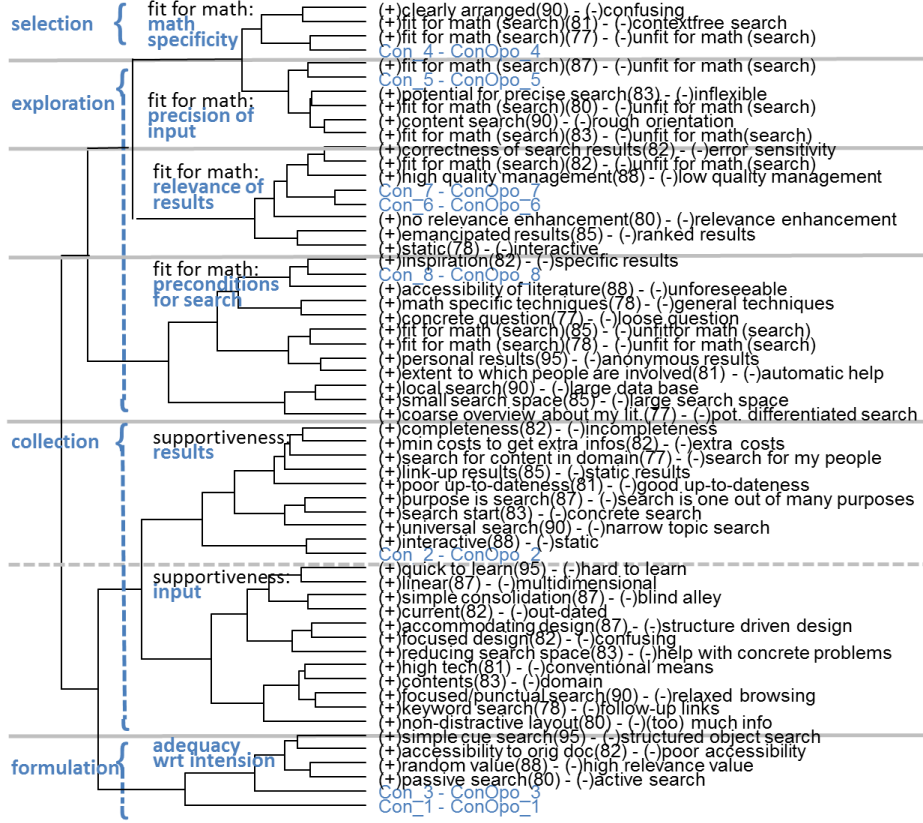 selection
fit for math:
math
specificity
(+)clearly arranged(90) - (-)confusing
(+)fit for math (search)(81) - (-)contextfree search
(+)fit for math (search)(77) - (-)unfit for math (search)
Con_4 - ConOpo_4
exploration
fit for math:
precision of
input
(+)fit for math (search)(87) - (-)unfit for math (search)
Con_5 - ConOpo_5
(+)potential for precise search(83) - (-)inflexible
(+)fit for math (search)(80) - (-)unfit for math (search)
(+)content search(90) - (-)rough orientation
(+)fit for math (search)(83) - (-)unfit for math(search)
fit for math:
relevance of
results
(+)correctness of search results(82) - (-)error sensitivity
(+)fit for math (search)(82) - (-)unfit for math (search)
(+)high quality management(88) - (-)low quality management
Con_7 - ConOpo_7
Con_6 - ConOpo_6
(+)no relevance enhancement(80) - (-)relevance enhancement
(+)emancipated results(85) - (-)ranked results
(+)static(78) - (-)interactive
fit for math:
preconditions
for search
(+)inspiration(82) - (-)specific results
Con_8 - ConOpo_8
(+)accessibility of literature(88) - (-)unforeseeable
(+)math specific techniques(78) - (-)general techniques
(+)concrete question(77) - (-)loose question
(+)fit for math (search)(85) - (-)unfitfor math (search)
(+)fit for math (search)(78) - (-)unfit for math (search)
(+)personal results(95) - (-)anonymous results
(+)extent to which people are involved(81) - (-)automatic help
(+)local search(90) - (-)large data base
(+)small search space(85) - (-)large search space
(+)coarse overview about my lit.(77) - (-)pot. differentiated search
collection
supportiveness:
results
(+)completeness(82) - (-)incompleteness
(+)min costs to get extra infos(82) - (-)extra costs
(+)search for content in domain(77) - (-)search for my people
(+)link-up results(85) - (-)static results
(+)poor up-to-dateness(81) - (-)good up-to-dateness
(+)purpose is search(87) - (-)search is one out of many purposes
(+)search start(83) - (-)concrete search
(+)universal search(90) - (-)narrow topic search
(+)interactive(88) - (-)static
Con_2 - ConOpo_2
supportiveness:
input
(+)quick to learn(95) - (-)hard to learn
(+)linear(87) - (-)multidimensional
(+)simple consolidation(87) - (-)blind alley
(+)current(82) - (-)out-dated
(+)accommodating design(87) - (-)structure driven design
(+)focused design(82) - (-)confusing
(+)reducing search space(83) - (-)help with concrete problems
(+)high tech(81) - (-)conventional means
(+)contents(83) - (-)domain
(+)focused/punctual search(90) - (-)relaxed browsing
(+)keyword search(78) - (-)follow-up links
(+)non-distractive layout(80) - (-)(too) much info
formulation
adequacy
wrt intension
(+)simple cue search(95) - (-)structured object search
(+)accessibility to orig doc(82) - (-)poor accessibility
(+)random value(88) - (-)high relevance value
(+)passive search(80) - (-)active search
Con_3 - ConOpo_3
Con_1 - ConOpo_1